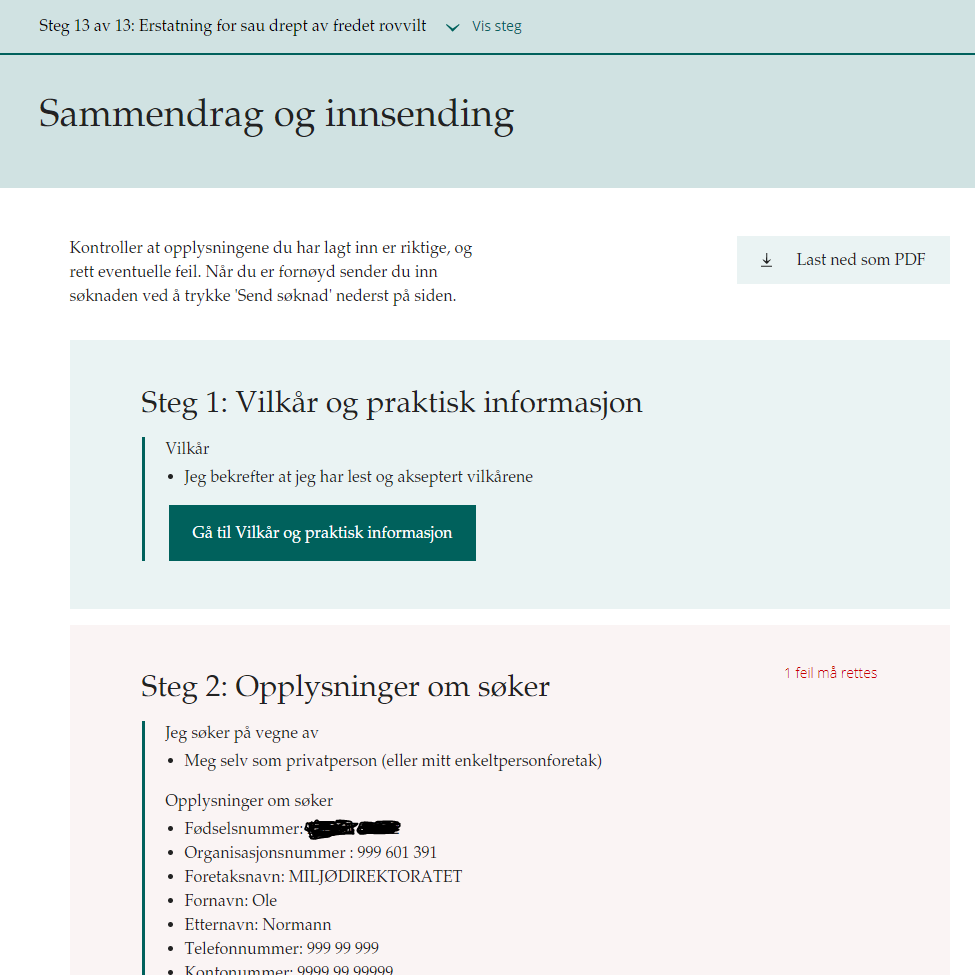 Steg 13 av 13: Erstatning for sau drept av fredet rovvilt Vis steg
Sammendrag og innsending
Kontroller at opplysningene du har lagt inn er riktige, og
rett eventuelle feil. Når du er fornøyd sender du inn
søknaden ved å trykke 'Send søknad' nederst på siden.
Last ned som PDF
Steg 1: Vilkår og praktisk informasjon
Vilkår
• Jeg bekrefter at jeg har lest og akseptert vilkårene
Gå til Vilkår og praktisk informasjon
Steg 2: Opplysninger om søker
1 feil må rettes
Jeg søker på vegne av
• Meg selv som privatperson (eller mitt enkeltpersonforetak)
Opplysninger om søker
• Fødselsnummer:
• Organisasjonsnummer : 999 601 391
• Foretaksnavn: MILJØDIREKTORATET
• Fornavn: Ole
• Etternavn: Normann
• Telefonnummer: 999 99 999
• Kontonummer: 9999 99 99999